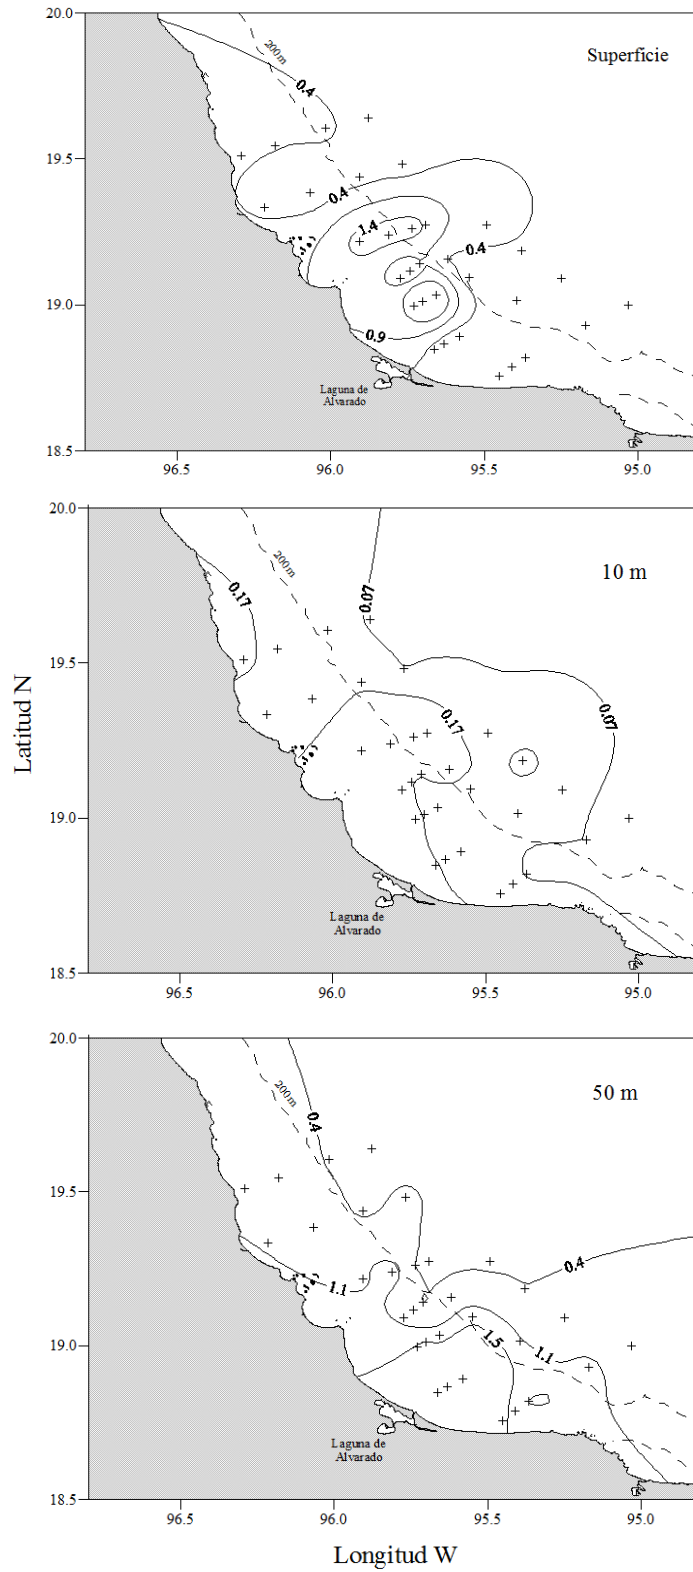 20.0
200m
Superficie
0.4
19.5
0.4
1.4
0.4
19.0
0.9
Laguna de
Alvarado
18.5
96.5
96.0
95.5
95.0
20.0
200m
10 m
0.17
0.07
19.5
Latitud N
0.17
0.07
19.0
Laguna de
Alvarado
18.5
96.5
96.0
95.5
95.0
20.0
200m
50 m
0.4
19.5
0.4
1.1
1.5
1.1
19.0
Laguna de
Alvarado
18.5
96.5
96.0
95.5
95.0
Longitud W